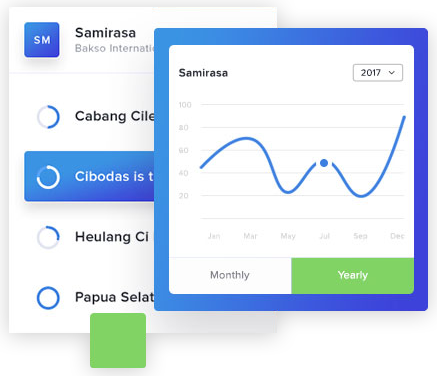 SM
Samirasa
Bakso Internatio
Cabang Cile
Cibodas is t
Heulang Ci
Papua Selat
Samirasa
2017
100
80
60
40
20
Jan
Mar
May
Jul
Sep
Dec
Monthly
Yearly